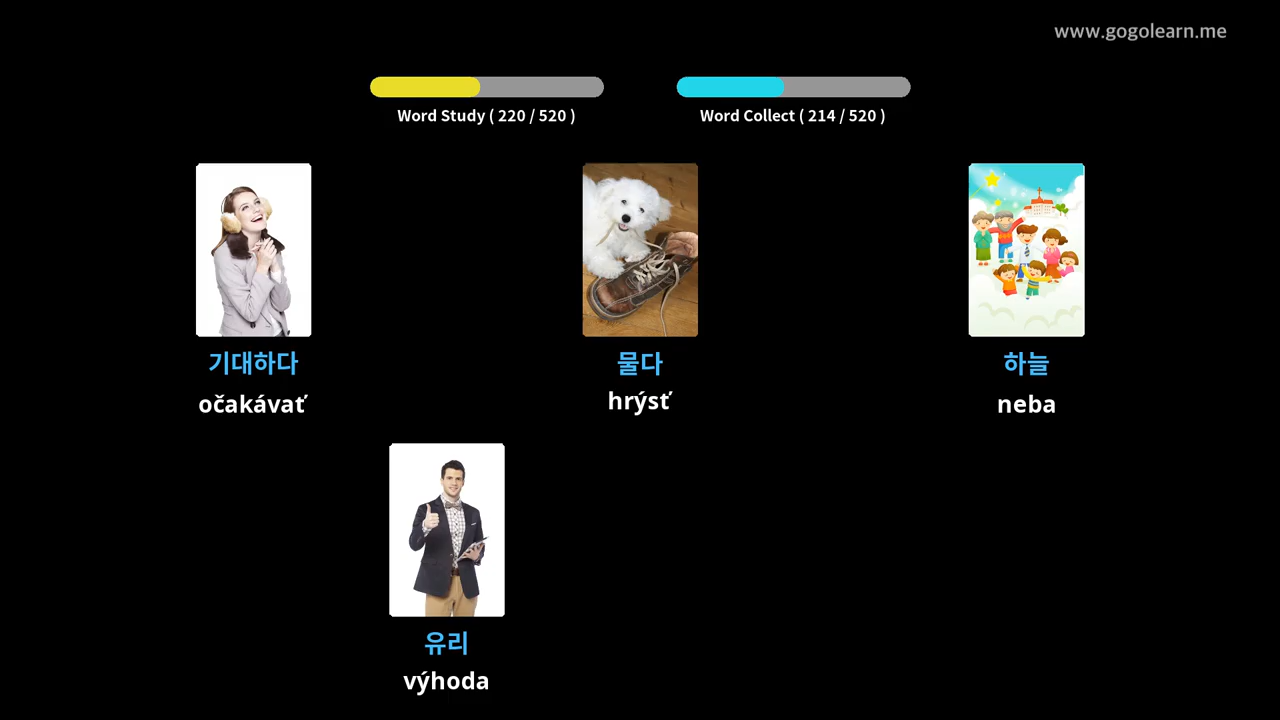 www.gogolearn.me
Word Study ( 220 / 520 )
Word Collect ( 214 / 520 )
기대하다
očakávať
물다
hrýsť
하늘
neba
유리
výhoda